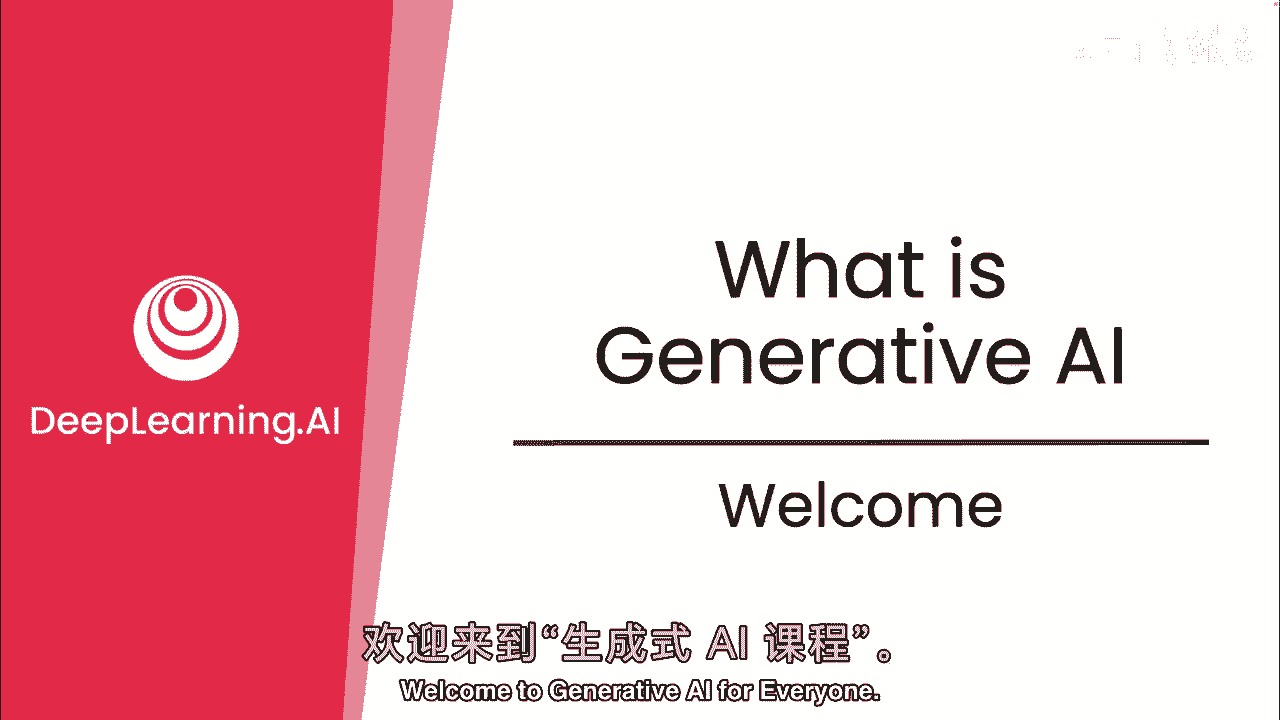 What is
Generative AI
DeepLearning.AI
Welcome
欢迎来到“生成式 AI 课程”。
Welcome to Generative AI for Everyone.